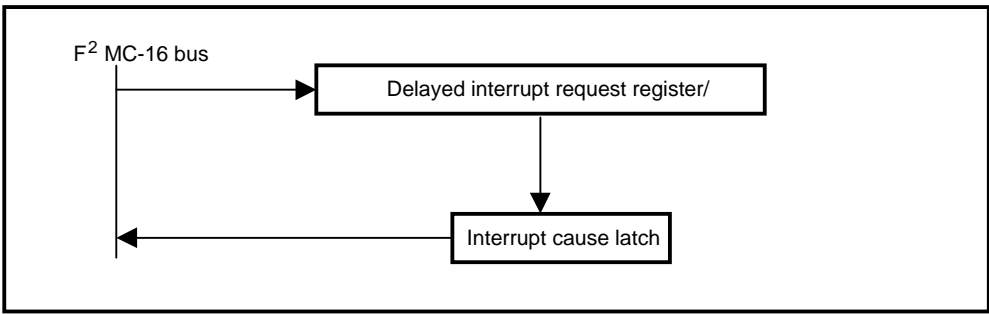 F² MC-16 bus
Delayed interrupt request register/
Interrupt cause latch